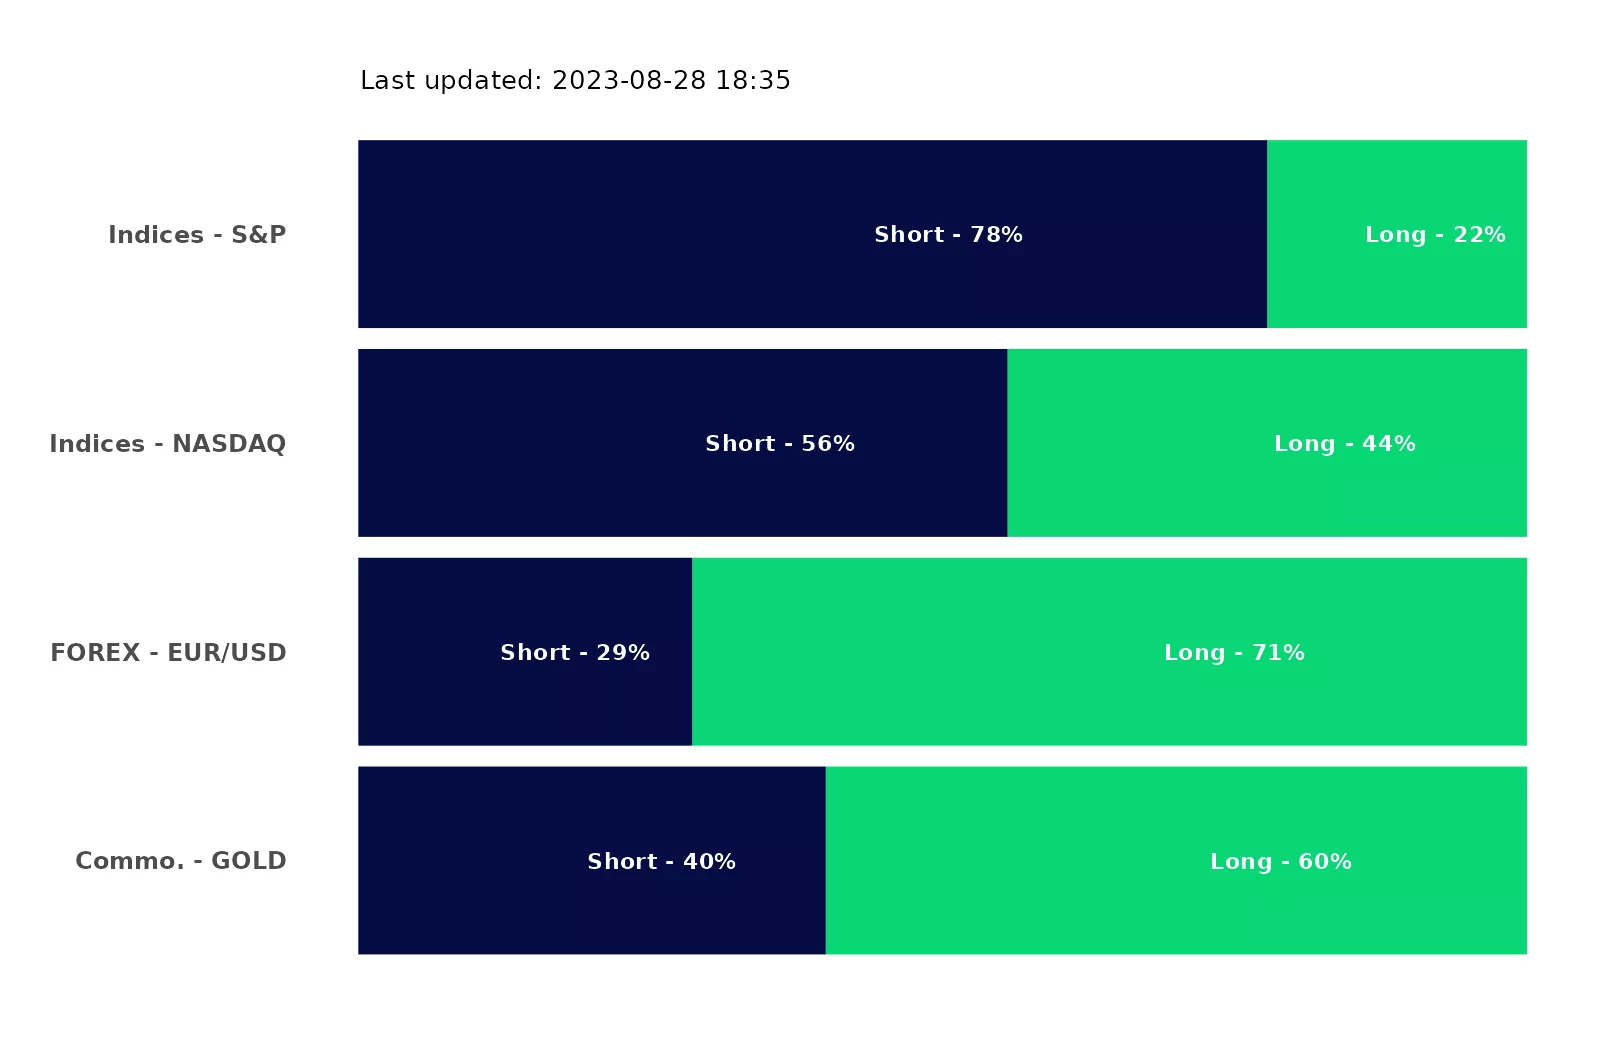 Last updated: 2023-08-28 18:35
Indices - S&P
Short - 78%
Long - 22%
Indices - NASDAQ
Short - 56%
Long - 44%
FOREX - EUR/USD
Short - 29%
Long - 71%
Commo. - GOLD
Short - 40%
Long - 60%